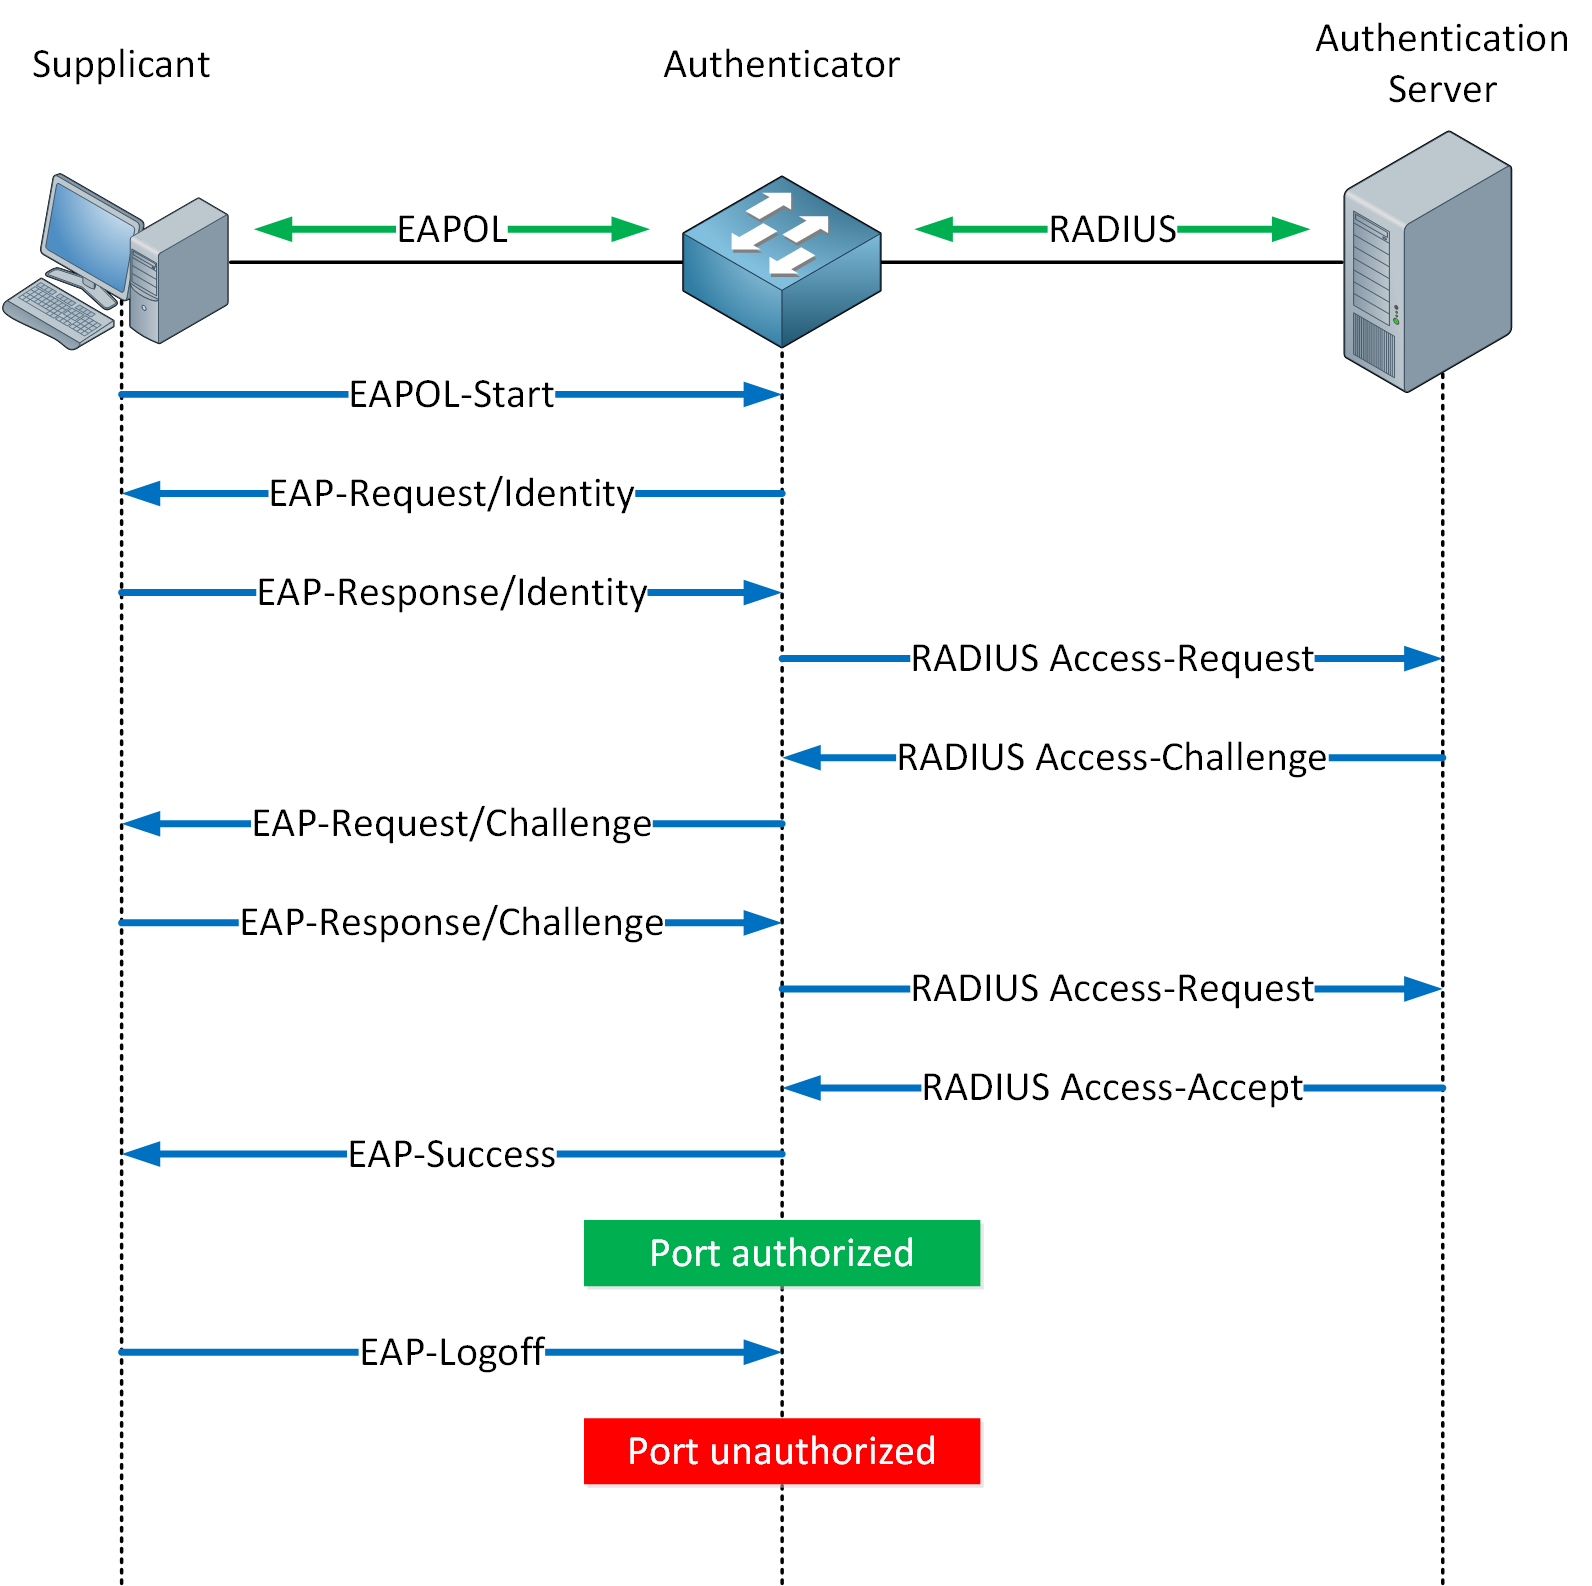 Supplicant
Authenticator
Authentication
Server
EAPOL
RADIUS
EAPOL-Start
EAP-Request/Identity
EAP-Response/Identity
RADIUS Access-Request
RADIUS Access-Challenge
EAP-Request/Challenge
EAP-Response/Challenge
RADIUS Access-Request
RADIUS Access-Accept
EAP-Success
Port authorized
EAP-Logoff
Port unauthorized